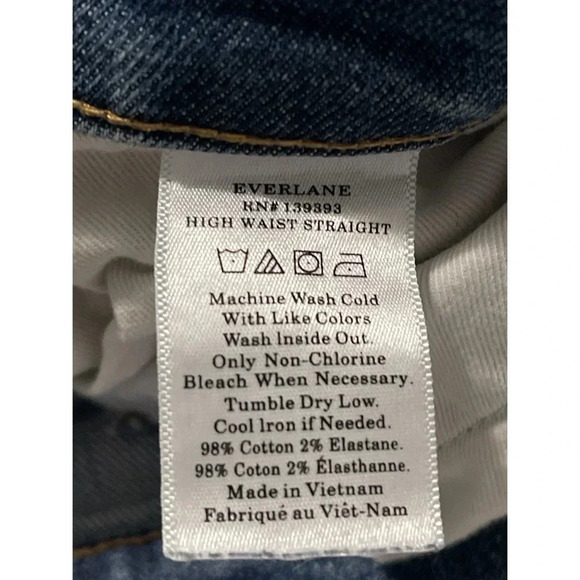 EVERLANE
RN# 139393
HIGH WAIST STRAIGHT
Machine Wash Cold
With Like Colors
Wash Inside Out.
Only Non-Chlorine
Bleach When Necessary.
Tumble Dry Low.
Cool Iron if Needed.
98% Cotton 2% Elastane.
98% Coton 2% Élasthanne.
Made in Vietnam
Fabriqué au Viêt-Nam